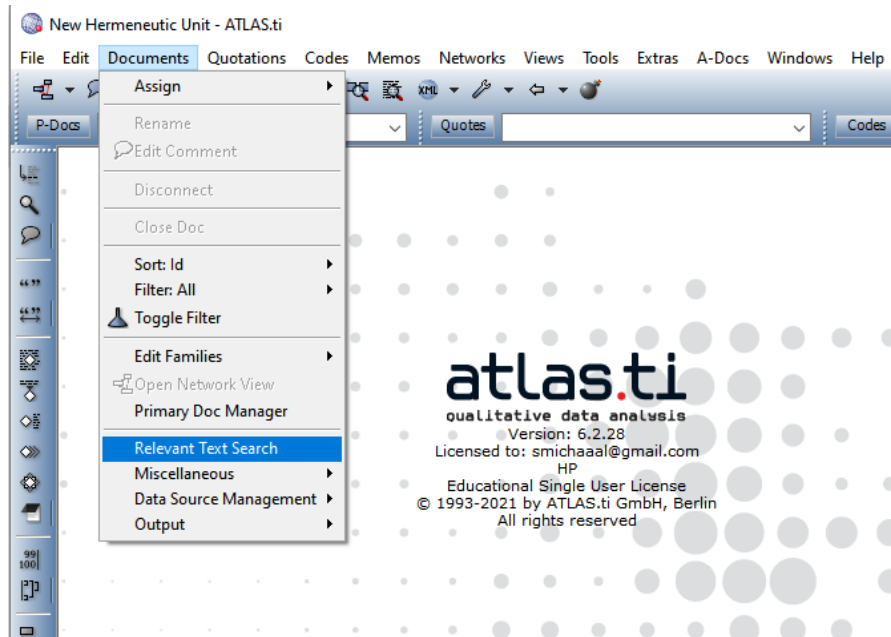 New Hermeneutic Unit - ATLAS.ti
File Edit Documents Quotations Codes Memos Networks Views Tools Extras A-Docs Windows Help
XML
P-Docs Quotes Codes
Assign
Rename
Edit Comment
Disconnect
Close Doc
Sort: Id
Filter: All
Toggle Filter
Edit Families
Open Network View
Primary Doc Manager
Relevant Text Search
Miscellaneous
Data Source Management
Output
99
100
atlas.ti
qualitative data analysis
Version: 6.2.28
Licensed to: smichaaal@gmail.com
HP
Educational Single User License
© 1993-2021 by ATLAS.ti GmbH, Berlin
All rights reserved